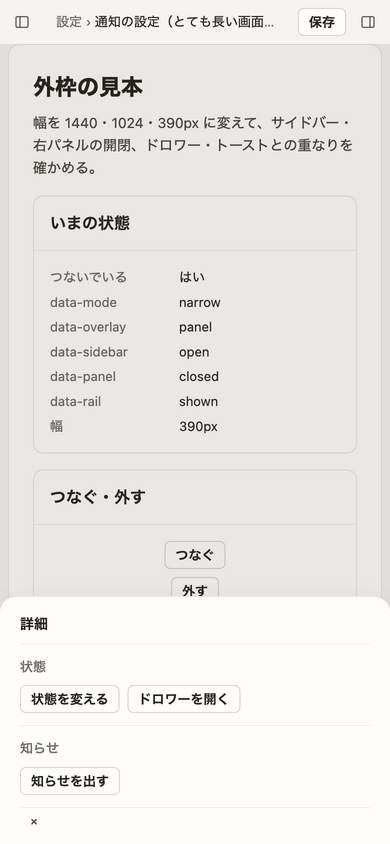 設定 › 通知の設定（とても長い画面… 保存
外枠の見本
幅を 1440・1024・390px に変えて、サイドバー・
右パネルの開閉、ドロワー・トーストとの重なりを
確かめる。
いまの状態
つないでいる はい
data-mode narrow
data-overlay panel
data-sidebar open
data-panel closed
data-rail shown
幅 390px
つなぐ・外す
つなぐ
外す
詳細
状態
状態を変える ドロワーを開く
知らせ
知らせを出す
×